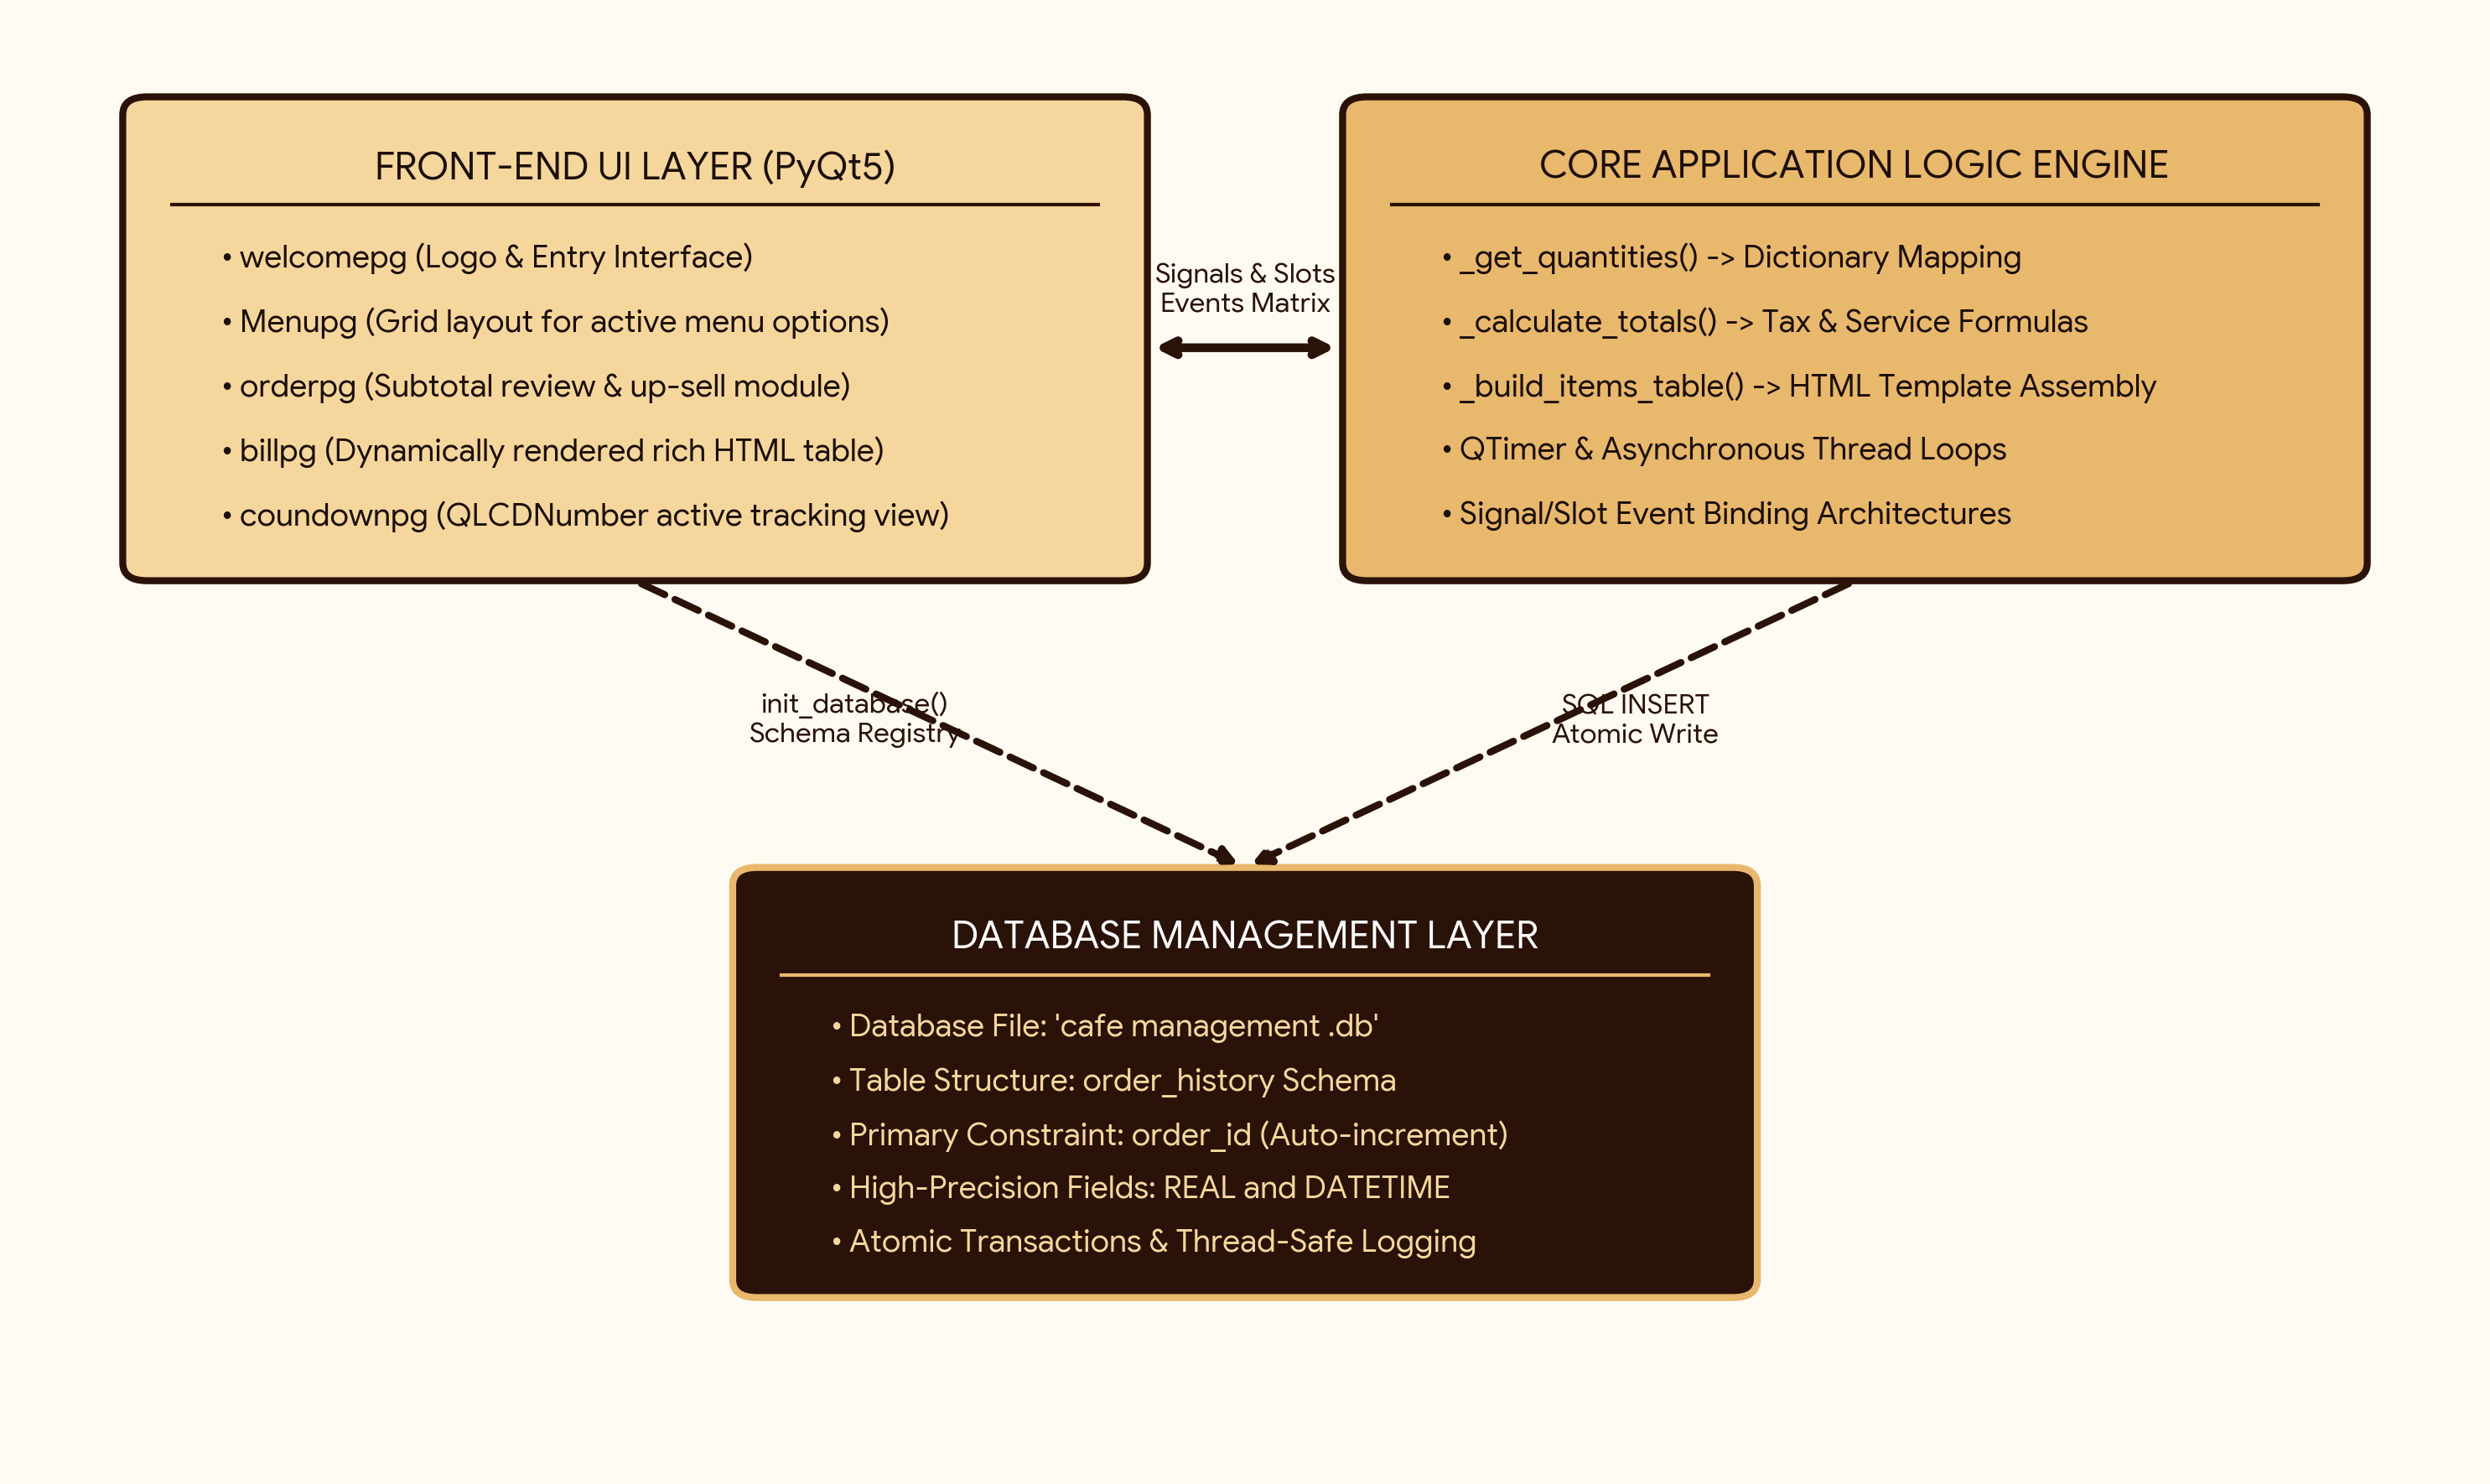 FRONT-END UI LAYER (PyQt5)
• welcomepg (Logo & Entry Interface)
• Menupg (Grid layout for active menu options)
• orderpg (Subtotal review & up-sell module)
• billpg (Dynamically rendered rich HTML table)
• coundownpg (QLCDNumber active tracking view)
Signals & Slots
Events Matrix
CORE APPLICATION LOGIC ENGINE
• _get_quantities() -> Dictionary Mapping
• _calculate_totals() -> Tax & Service Formulas
• _build_items_table() -> HTML Template Assembly
• QTimer & Asynchronous Thread Loops
• Signal/Slot Event Binding Architectures
init_database()
Schema Registry
SQL INSERT
Atomic Write
DATABASE MANAGEMENT LAYER
• Database File: 'cafe management .db'
• Table Structure: order_history Schema
• Primary Constraint: order_id (Auto-increment)
• High-Precision Fields: REAL and DATETIME
• Atomic Transactions & Thread-Safe Logging